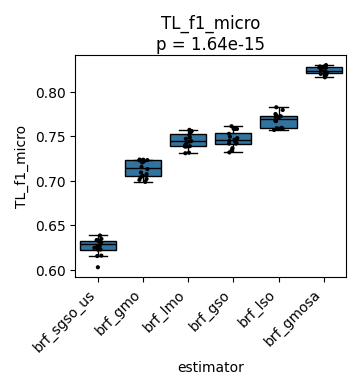 TL_f1_micro
p = 1.64e-15
TL_f1_micro
0.80
0.75
0.70
0.65
0.60
brf_sgso_us
brf_gmo
brf_lmo
brf_gso
brf_lso
brf_gmosa
estimator